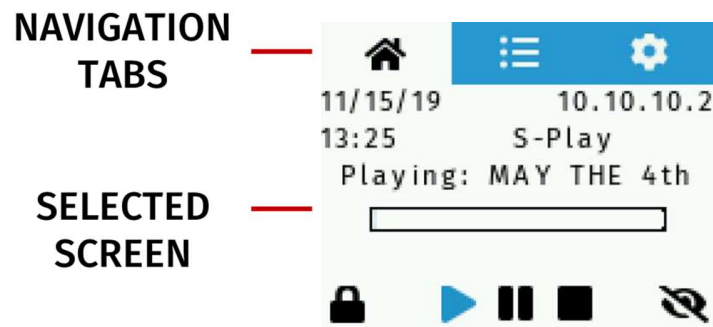 NAVIGATION
TABS
11/15/19 10.10.10.2
13:25 S-Play
Playing: MAY THE 4th
SELECTED
SCREEN